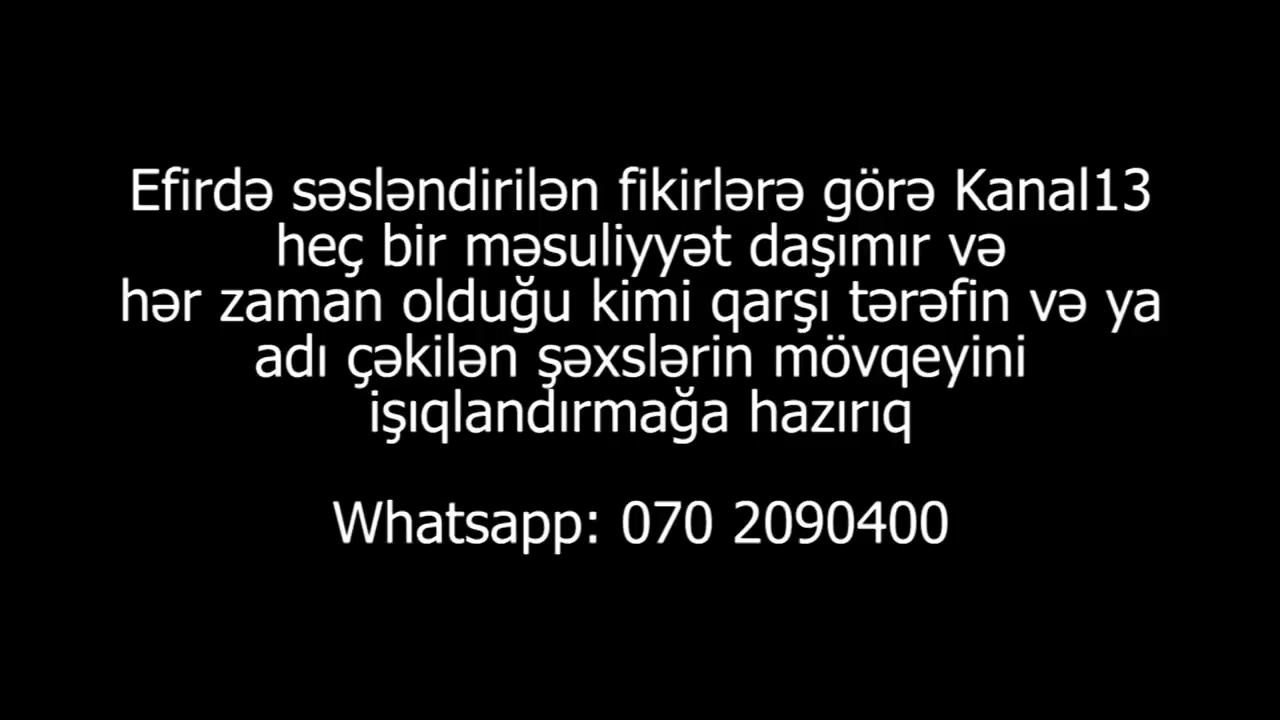 Efirdə səsləndirilən fikirlərə görə Kanal13
heç bir məsuliyyət daşımır və
hər zaman olduğu kimi qarşı tərəfin və ya
adı çəkilən şəxslərin mövqeyini
işıqlandırmağa hazırıq
Whatsapp: 070 2090400